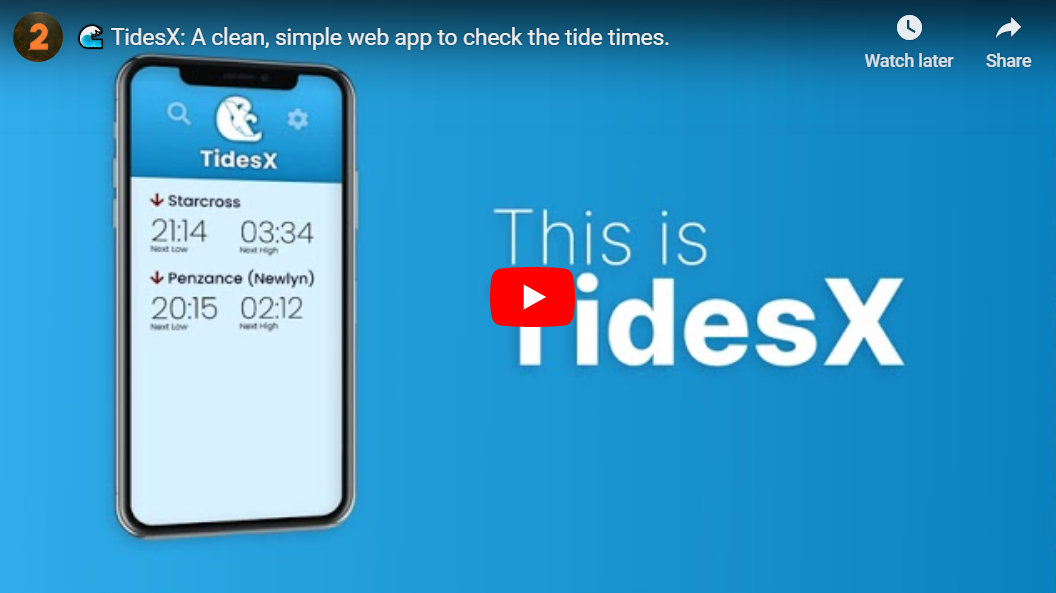 2
🌊 TidesX: A clean, simple web app to check the tide times.
Watch later
Share
TidesX
Starcross
21:14 03:34
Next Low Next High
Penzance (Newlyn)
20:15 02:12
Next Low Next High
This is
TidesX